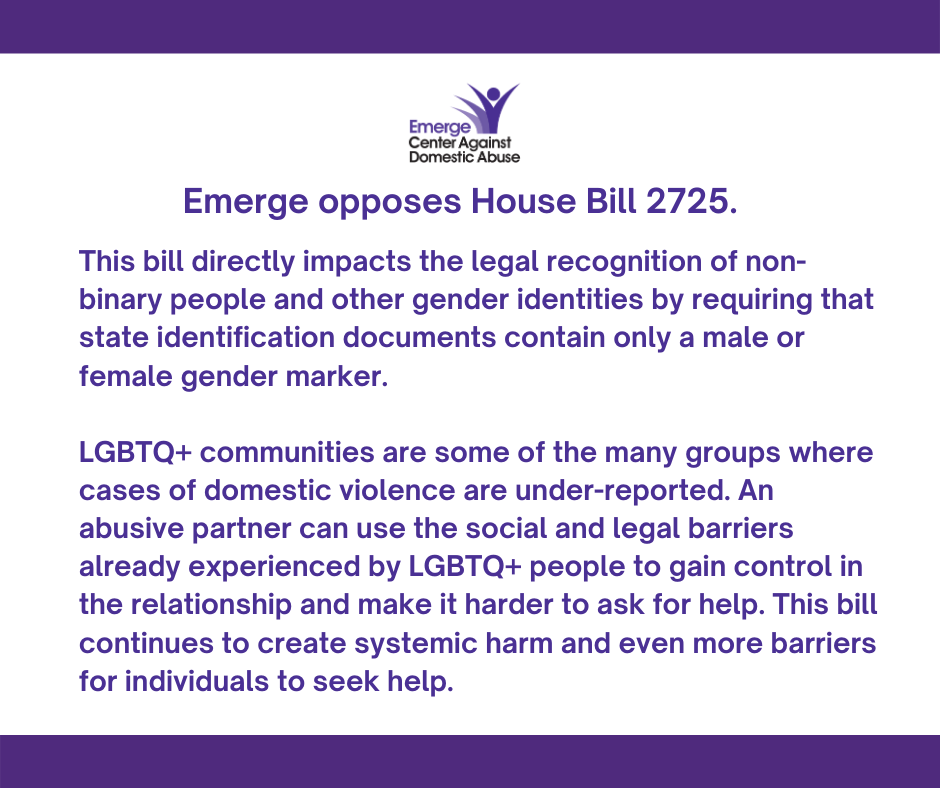 Emerge
Center Against
Domestic Abuse
Emerge opposes House Bill 2725.
This bill directly impacts the legal recognition of non-
binary people and other gender identities by requiring that
state identification documents contain only a male or
female gender marker.
LGBTQ+ communities are some of the many groups where
cases of domestic violence are under-reported. An
abusive partner can use the social and legal barriers
already experienced by LGBTQ+ people to gain control in
the relationship and make it harder to ask for help. This bill
continues to create systemic harm and even more barriers
for individuals to seek help.